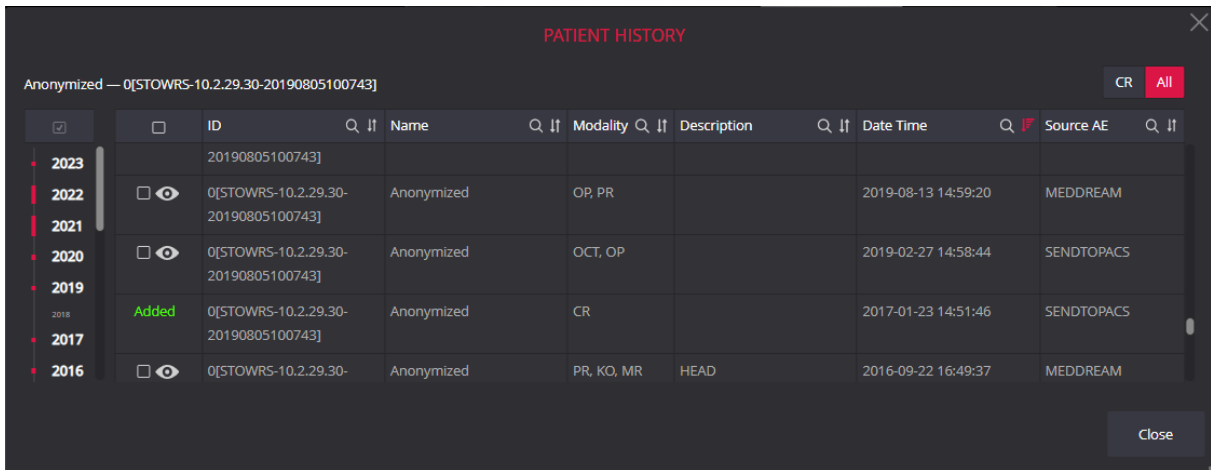 PATIENT HISTORY
Anonymized — 0[STOWRS-10.2.29.30-20190805100743]
CR All
ID Name Modality Description Date Time Source AE
2023
2022
2021
2020
2019
2018
2017
2016
20190805100743]
0[STOWRS-10.2.29.30- Anonymized OP, PR 2019-08-13 14:59:20 MEDDREAM
20190805100743]
0[STOWRS-10.2.29.30- Anonymized OCT, OP 2019-02-27 14:58:44 SENDTOPACS
20190805100743]
Added 0[STOWRS-10.2.29.30- Anonymized CR 2017-01-23 14:51:46 SENDTOPACS
20190805100743]
0[STOWRS-10.2.29.30- Anonymized PR, KO, MR HEAD 2016-09-22 16:49:37 MEDDREAM
Close